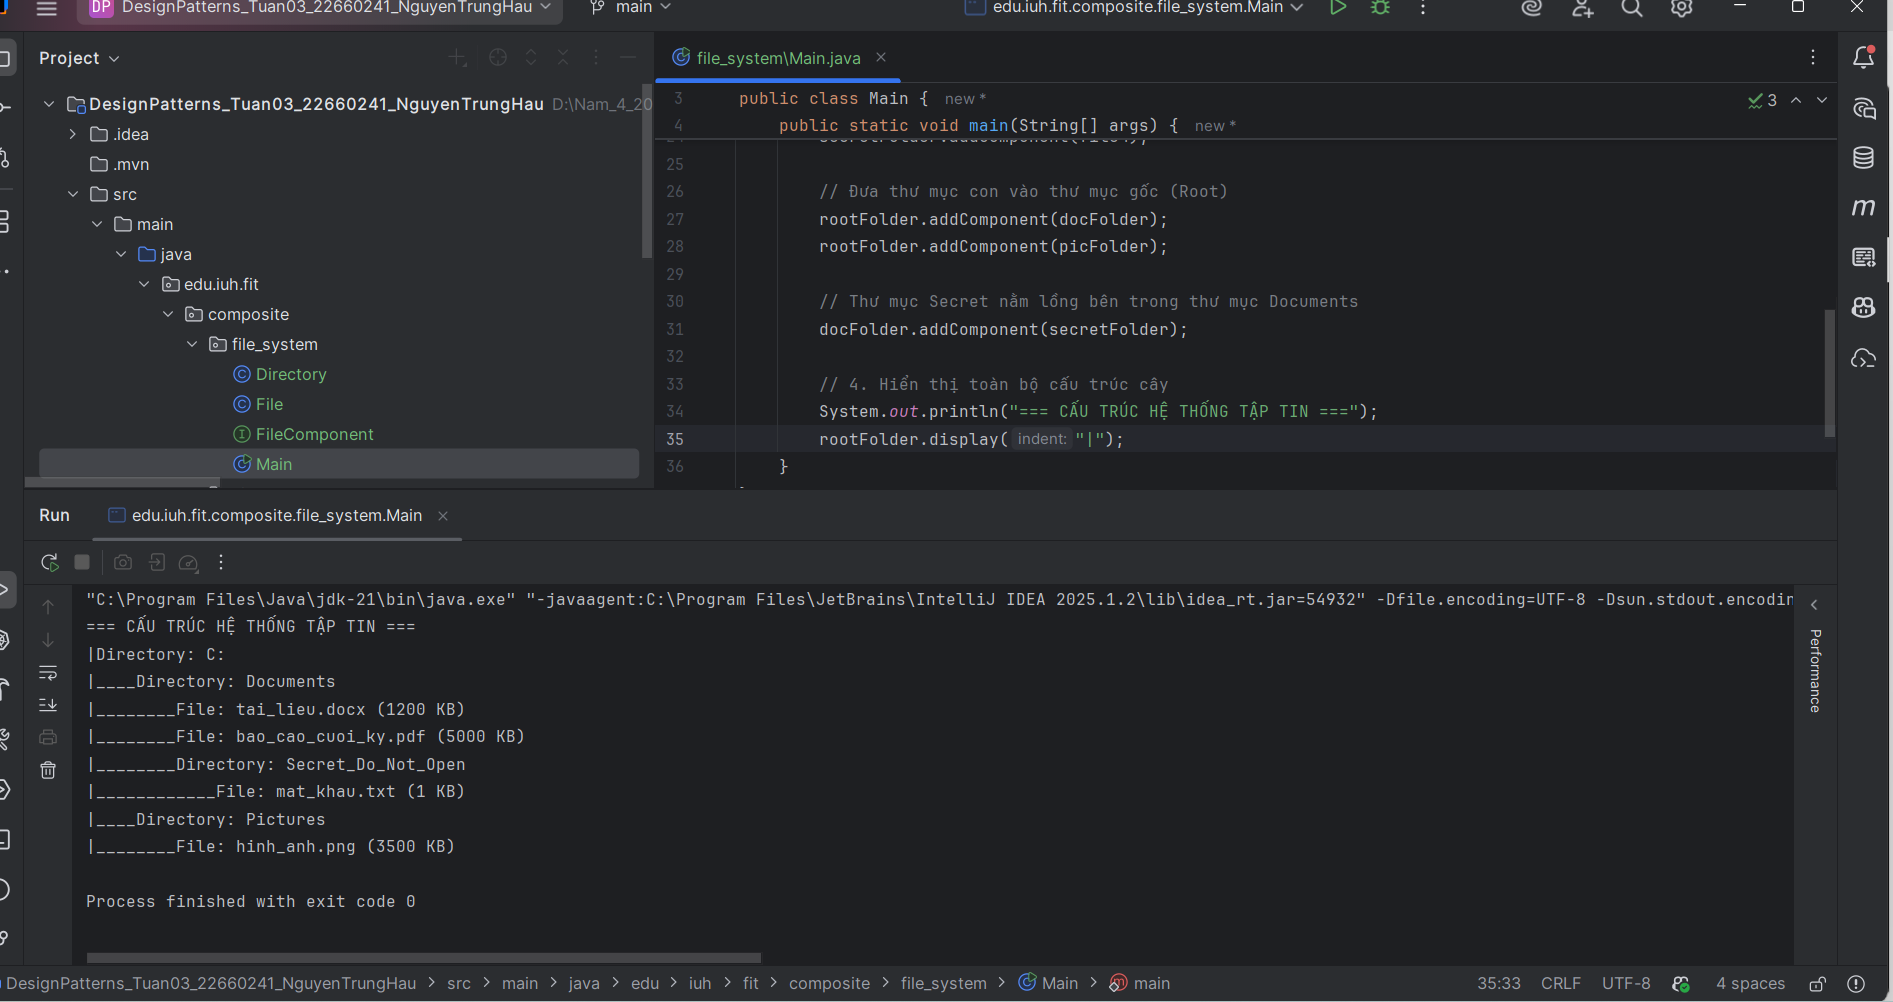 DP DesignPatterns_Tuan03_22660241_NguyenTrungHau main edu.iuh.fit.composite.file_system.Main
Project
DesignPatterns_Tuan03_22660241_NguyenTrungHau D:\Nam_4_20
.idea
.mvn
src
main
java
edu.iuh.fit
composite
file_system
Directory
File
FileComponent
Main
file_system\Main.java
3 public class Main { new *
4 public static void main(String[] args) { new *
3
25
26 // Đưa thư mục con vào thư mục gốc (Root)
27 rootFolder.addComponent(docFolder);
28 rootFolder.addComponent(picFolder);
29
30 // Thư mục Secret nằm lồng bên trong thư mục Documents
31 docFolder.addComponent(secretFolder);
32
33 // 4. Hiển thị toàn bộ cấu trúc cây
34 System.out.println("=== CẤU TRÚC HỆ THỐNG TẬP TIN ===");
35 rootFolder.display( indent: "|");
36 }
Run edu.iuh.fit.composite.file_system.Main
"C:\Program Files\Java\jdk-21\bin\java.exe" "-javaagent:C:\Program Files\JetBrains\IntelliJ IDEA 2025.1.2\lib\idea_rt.jar=54932" -Dfile.encoding=UTF-8 -Dsun.stdout.encodin
=== CẤU TRÚC HỆ THỐNG TẬP TIN ===
|Directory: C:
|____Directory: Documents
|________File: tai_lieu.docx (1200 KB)
|________File: bao_cao_cuoi_ky.pdf (5000 KB)
|________Directory: Secret_Do_Not_Open
|____________File: mat_khau.txt (1 KB)
|____Directory: Pictures
|________File: hinh_anh.png (3500 KB)
Process finished with exit code 0
Performance
DesignPatterns_Tuan03_22660241_NguyenTrungHau > src > main > java > edu > iuh > fit > composite > file_system > Main > main 35:33 CRLF UTF-8 4 spaces